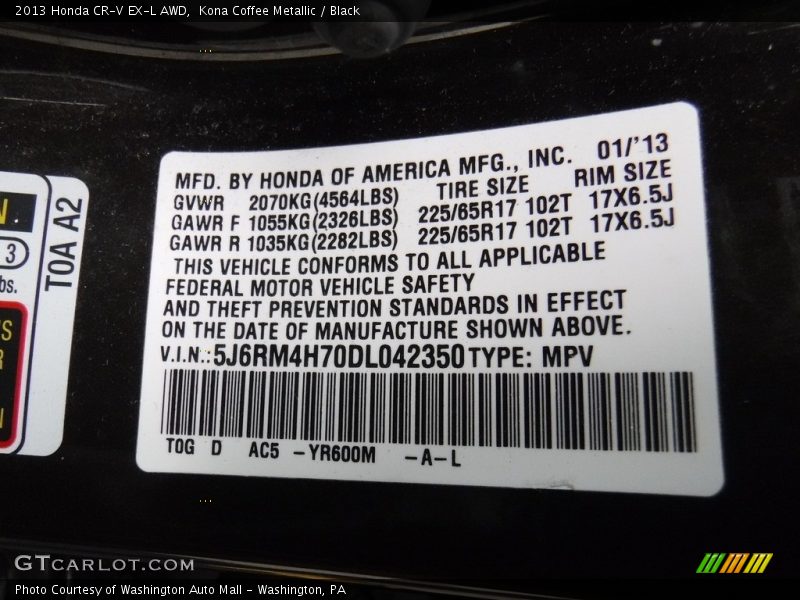 2013 Honda CR-V EX-L AWD, Kona Coffee Metallic / Black
MFD. BY HONDA OF AMERICA MFG., INC. 01/'13
GVWR 2070KG(4564LBS) TIRE SIZE RIM SIZE
GAWR F 1055KG(2326LBS) 225/65R17 102T 17X6.5J
GAWR R 1035KG(2282LBS) 225/65R17 102T 17X6.5J
THIS VEHICLE CONFORMS TO ALL APPLICABLE
FEDERAL MOTOR VEHICLE SAFETY
AND THEFT PREVENTION STANDARDS IN EFFECT
ON THE DATE OF MANUFACTURE SHOWN ABOVE.
V.I.N.:5J6RM4H70DL042350 TYPE: MPV
TOG D AC5 -YR600M -A-L
T0A A2
N
3
bs.
S
R
N
GTCARLOT.COM
Photo Courtesy of Washington Auto Mall - Washington, PA